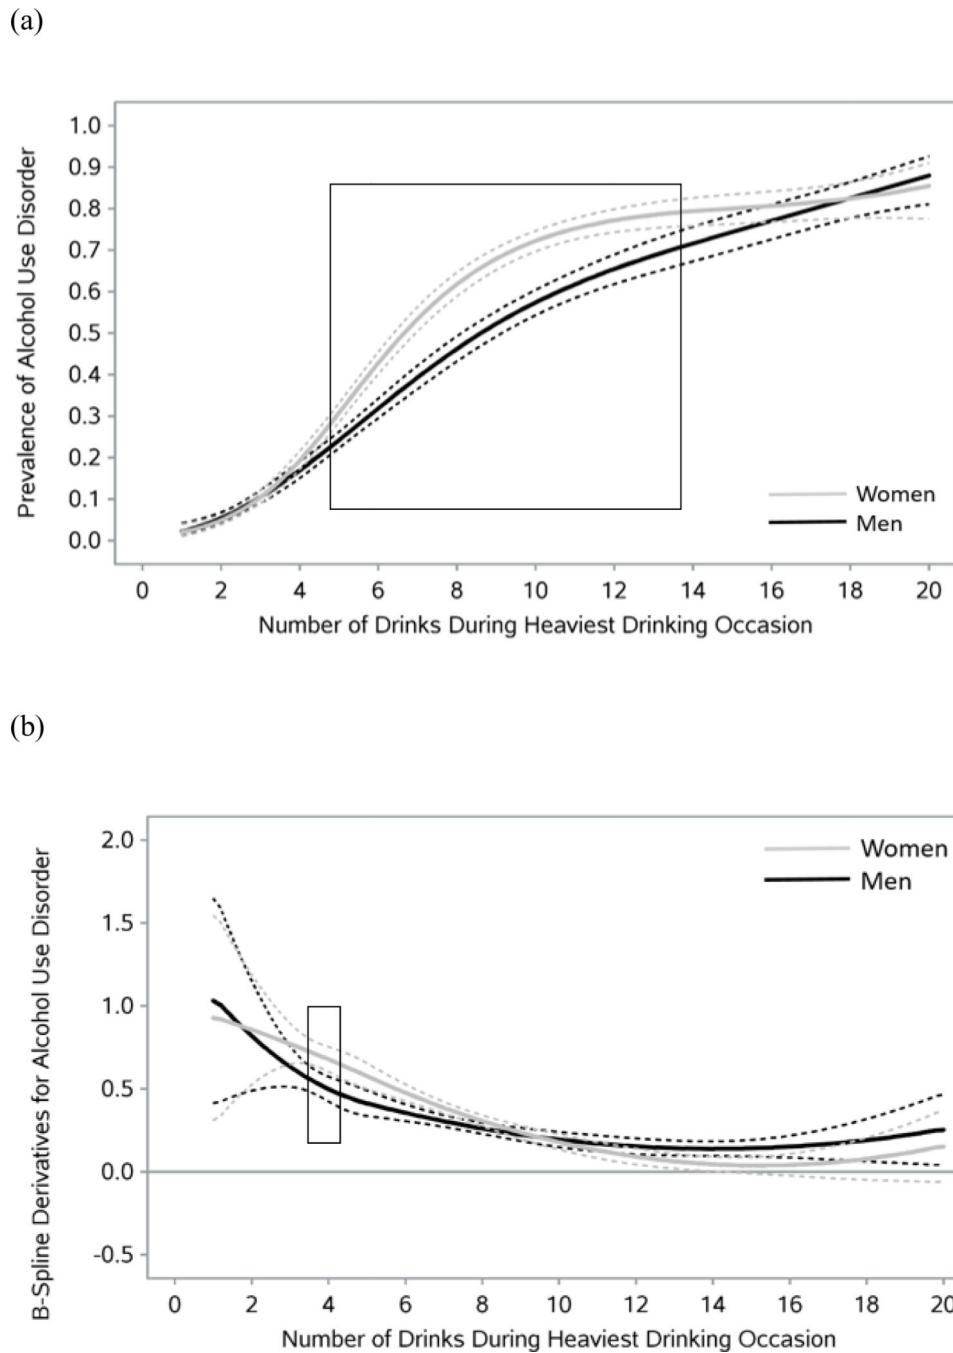 (a)
Prevalence of Alcohol Use Disorder
1.0
0.9
0.8
0.7
0.6
0.5
0.4
0.3
0.2
0.1
0.0
Women
Men
0 2 4 6 8 10 12 14 16 18 20
Number of Drinks During Heaviest Drinking Occasion
(b)
B-Spline Derivatives for Alcohol Use Disorder
2.0
1.5
1.0
0.5
0.0
-0.5
Women
Men
0 2 4 6 8 10 12 14 16 18 20
Number of Drinks During Heaviest Drinking Occasion